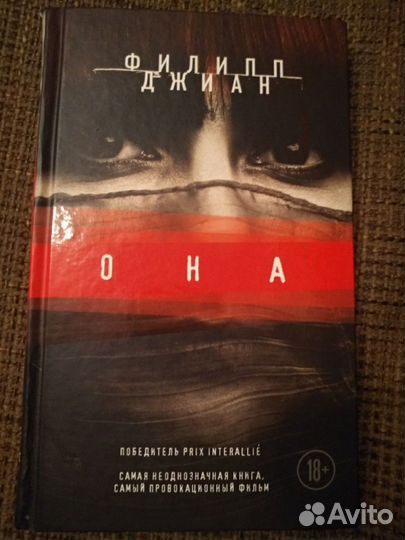 ФИЛИПП
ДЖИАН
ОНА
ПОБЕДИТЕЛЬ PRIX INTERALLIÉ
САМАЯ НЕОДНОЗНАЧНАЯ КНИГА,
САМЫЙ ПРОВОКАЦИОННЫЙ ФИЛЬМ
18+
Avito